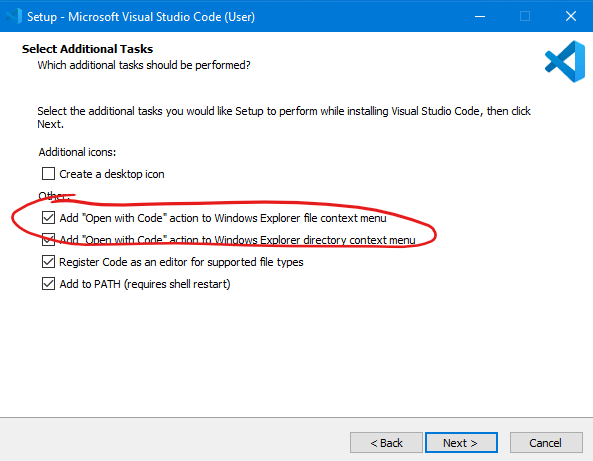 Setup - Microsoft Visual Studio Code (User)
Select Additional Tasks
Which additional tasks should be performed?
Select the additional tasks you would like Setup to perform while installing Visual Studio Code, then click
Next.
Additional icons:
Create a desktop icon
Other:
Add "Open with Code" action to Windows Explorer file context menu
Add "Open with Code" action to Windows Explorer directory context menu
Register Code as an editor for supported file types
Add to PATH (requires shell restart)
< Back
Next >
Cancel